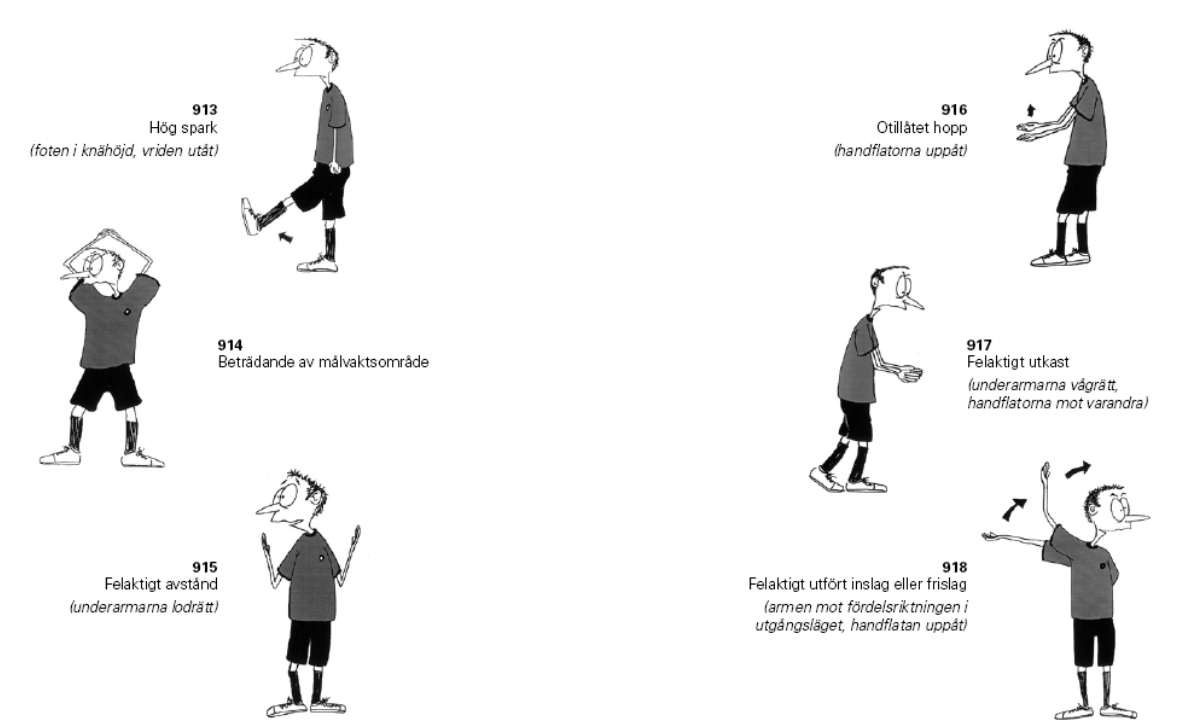 913
Hög spark
(foten i knähöjd, vriden utåt)
914
Beträdande av målvaktsområde
915
Felaktigt avstånd
(underarmarna lodrätt)
916
Otillåtet hopp
(handflatorna uppåt)
917
Felaktigt utkast
(underarmarna vågrätt,
handflatorna mot varandra)
918
Felaktigt utfört inslag eller frislag
(armen mot fördelsriktningen i
utgångsläget, handflatan uppåt)